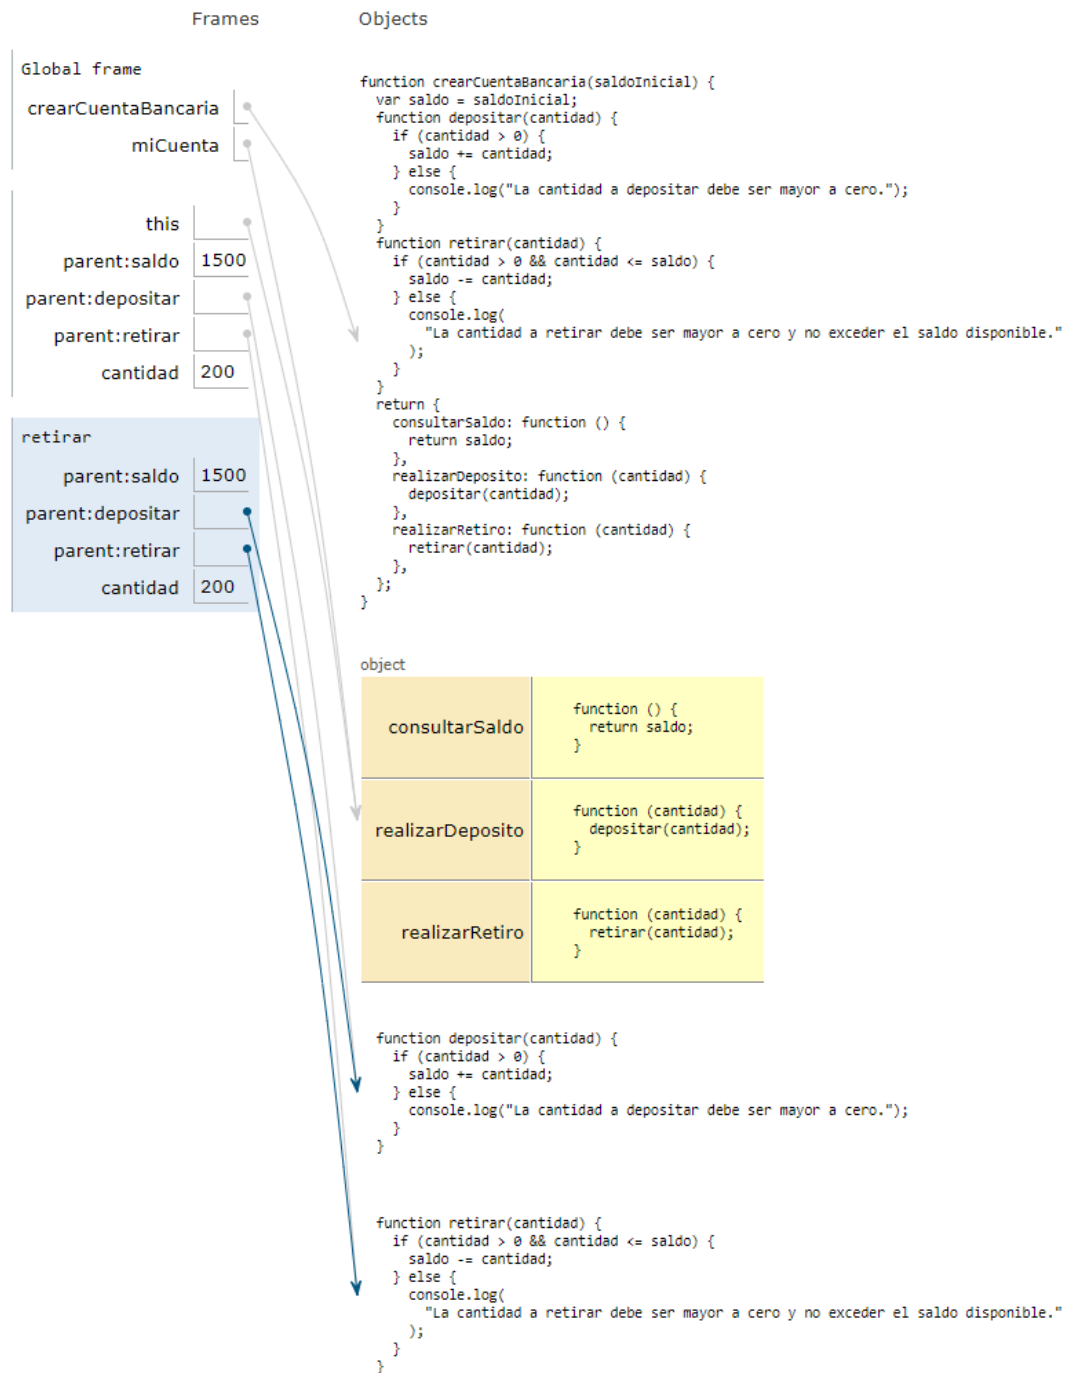 Frames
Objects
Global frame
crearCuentaBancaria
miCuenta
this
parent:saldo 1500
parent:depositar
parent:retirar
cantidad 200
retirar
parent:saldo 1500
parent:depositar
parent:retirar
cantidad 200
function crearCuentaBancaria(saldoInicial) {
  var saldo = saldoInicial;
  function depositar(cantidad) {
    if (cantidad > 0) {
      saldo += cantidad;
    } else {
      console.log("La cantidad a depositar debe ser mayor a cero.");
    }
  }
  function retirar(cantidad) {
    if (cantidad > 0 && cantidad <= saldo) {
      saldo -= cantidad;
    } else {
      console.log(
        "La cantidad a retirar debe ser mayor a cero y no exceder el saldo disponible."
      );
    }
  }
  return {
    consultarSaldo: function () {
      return saldo;
    },
    realizarDeposito: function (cantidad) {
      depositar(cantidad);
    },
    realizarRetiro: function (cantidad) {
      retirar(cantidad);
    },
  };
}
object
consultarSaldo
function () {
  return saldo;
}
realizarDeposito
function (cantidad) {
  depositar(cantidad);
}
realizarRetiro
function (cantidad) {
  retirar(cantidad);
}
function depositar(cantidad) {
  if (cantidad > 0) {
    saldo += cantidad;
  } else {
    console.log("La cantidad a depositar debe ser mayor a cero.");
  }
}
function retirar(cantidad) {
  if (cantidad > 0 && cantidad <= saldo) {
    saldo -= cantidad;
  } else {
    console.log(
      "La cantidad a retirar debe ser mayor a cero y no exceder el saldo disponible."
    );
  }
}